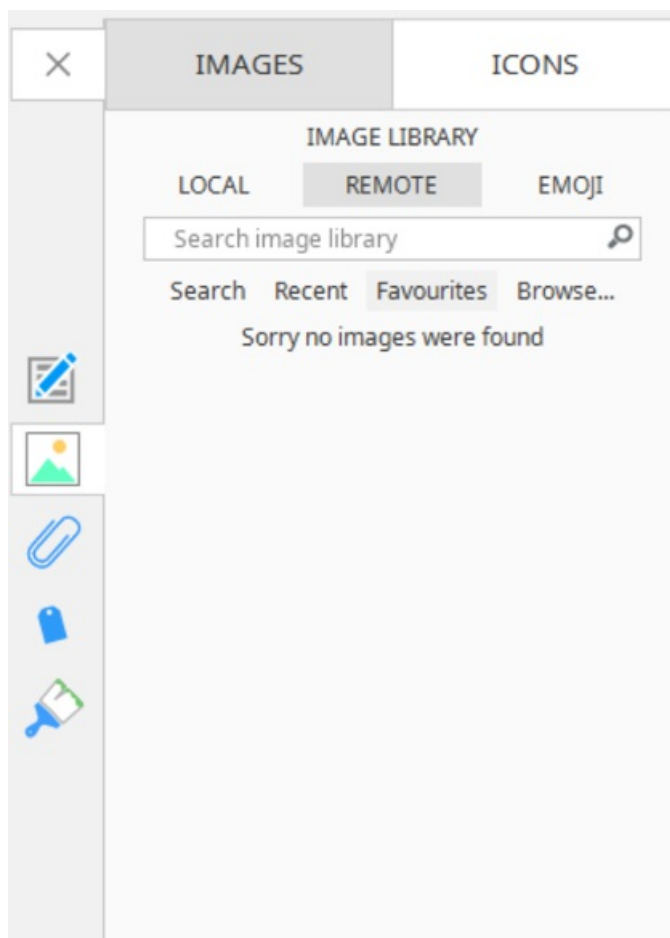 IMAGES ICONS
IMAGE LIBRARY
LOCAL REMOTE EMOJI
Search image library
Search Recent Favourites Browse...
Sorry no images were found